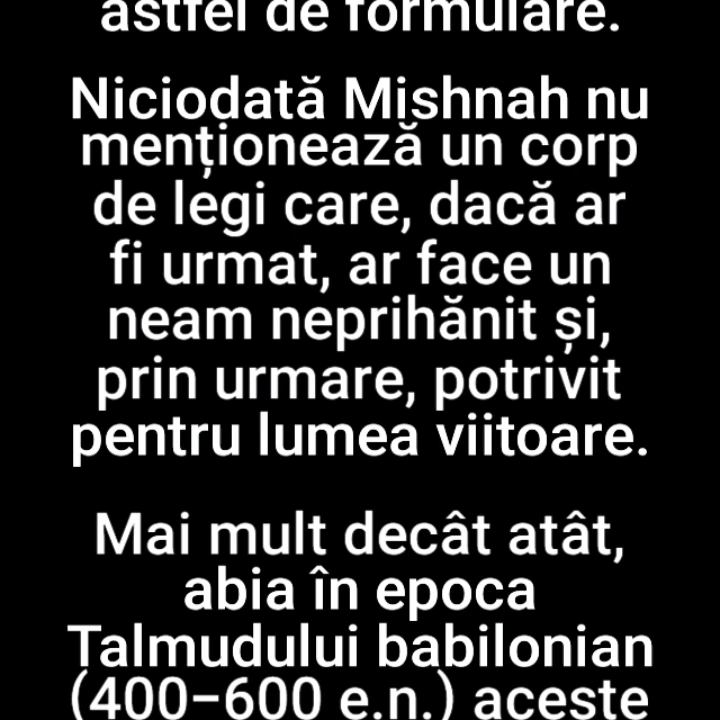 astfel de formulare.
Niciodată Mishnah nu
menționează un corp
de legi care, dacă ar
fi urmat, ar face un
neam neprihănit și,
prin urmare, potrivit
pentru lumea viitoare.
Mai mult decât atât,
abia în epoca
Talmudului babilonian
(400–600 e.n.) aceste